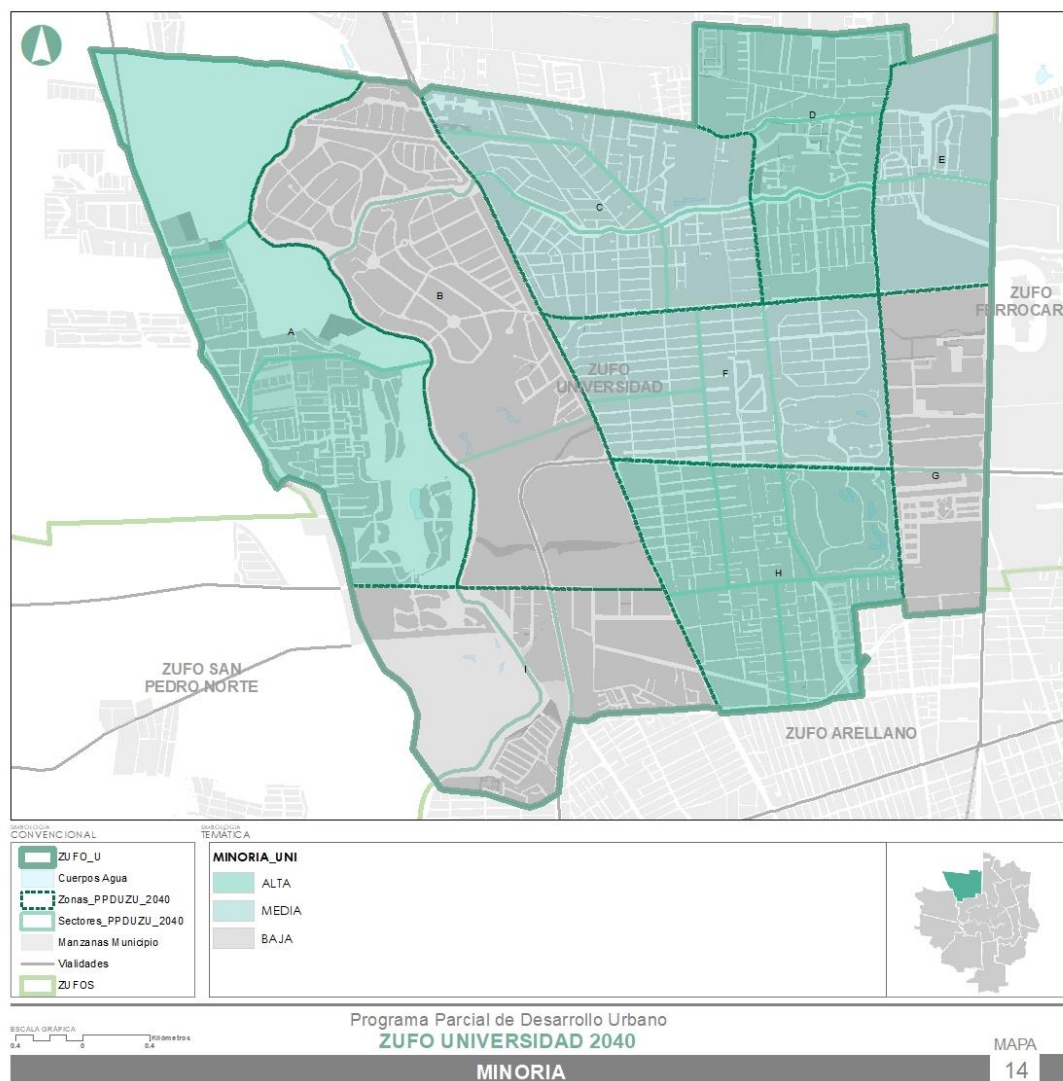 D
E
C
ZUFO
FERROCAR
B
A
ZUFO
UNIVERSIDAD
F
G
H
I
ZUFO SAN
PEDRO NORTE
ZUFO ARELLANO
SIMBOLOGÍA
CONVENCIONAL
ZUFO_U
Cuerpos Agua
Zonas_PPDUZU_2040
Sectores_PPDUZU_2040
Manzanas Municipio
Vialidades
ZUFOS
SIMBOLOGÍA
TEMÁTICA
MINORIA_UNI
ALTA
MEDIA
BAJA
ESCALA GRÁFICA
Kilómetros
0.4 0 0.4
Programa Parcial de Desarrollo Urbano
ZUFO UNIVERSIDAD 2040
MINORIA
MAPA
14